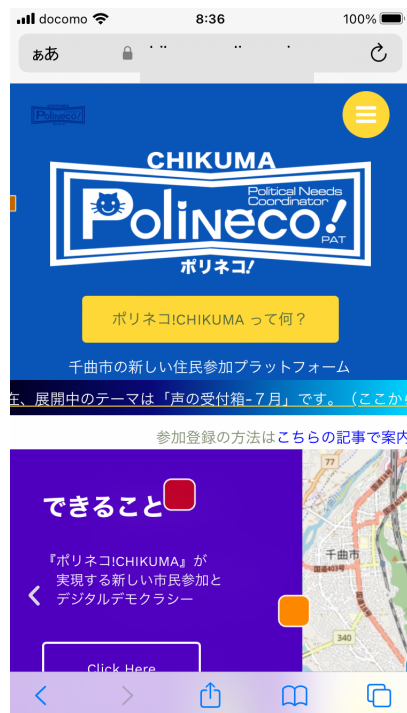 docomo 8:36 100%
ぁあ
Polineco!
CHIKUMA
Polineco!
Political Needs
Coordinator
PAT
ポリネコ!
ポリネコ!CHIKUMA って何？
千曲市の新しい住民参加プラットフォーム
在、展開中のテーマは「声の受付箱-７月」です。（ここから
参加登録の方法はこちらの記事で案内
できること
『ポリネコ!CHIKUMA』が
実現する新しい市民参加と
デジタルデモクラシー
Click Here
77
千曲市
国道403号
340